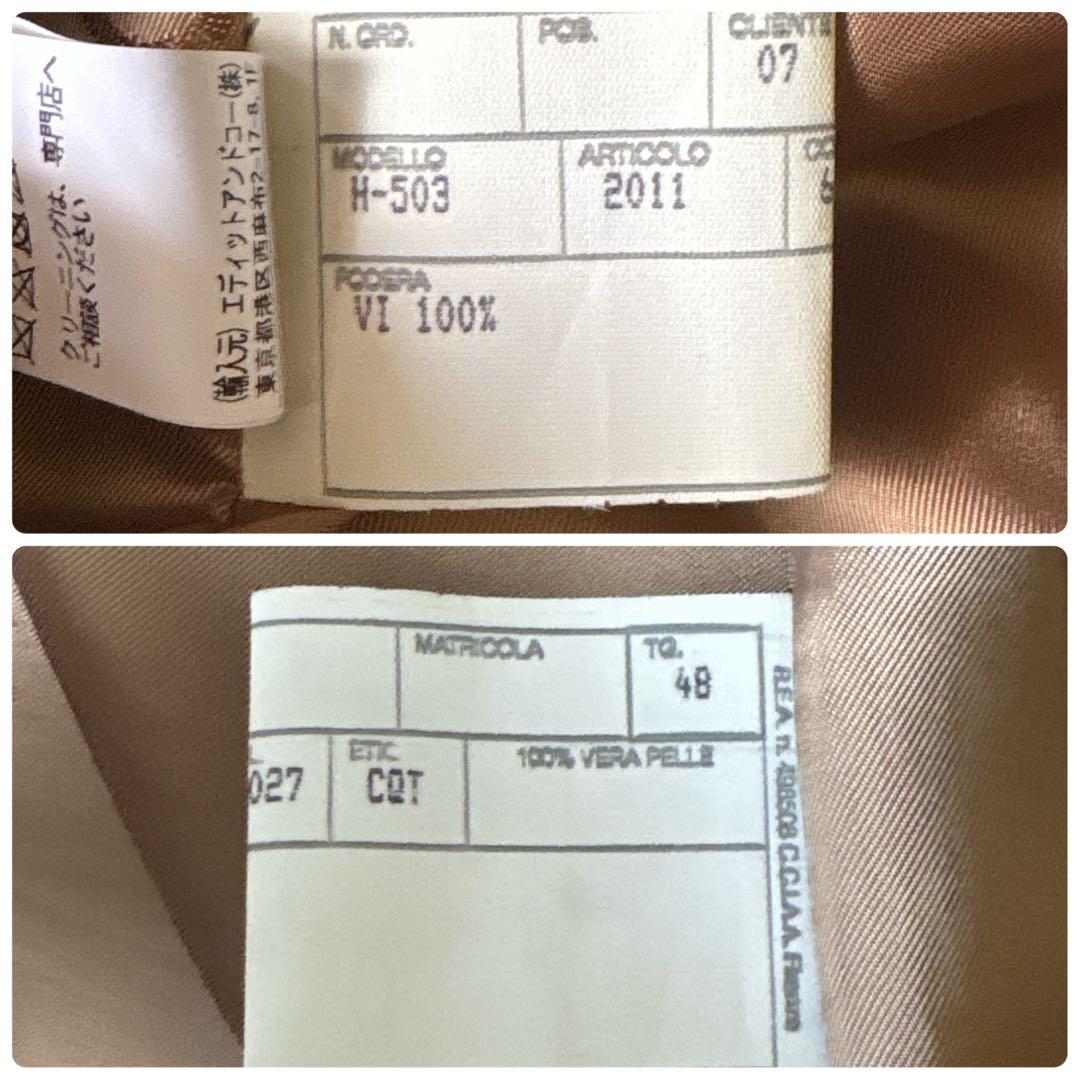 クリーニングは、専門店へ
ご相談ください
(輸入元) エディットアンドコー(株)
東京都港区西麻布2-17-8, 1F
N. ORD.
POS.
CLIENTE
07
MODELLO
H-503
ARTICOLO
2011
CO
6
FODERA
VI 100%
MATRICOLA
TG.
48
027
ETIC.
CQT
100% VERA PELLE
R.E.A. n. 498508 C.C.I.A.A. Firenze